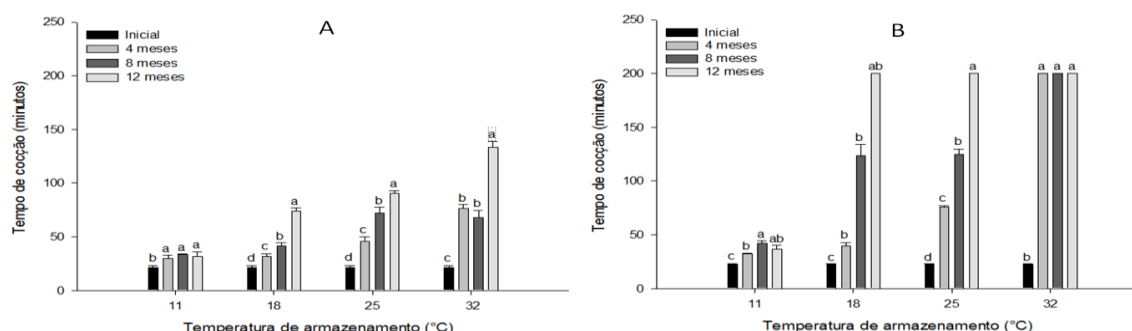 A
Inicial
4 meses
8 meses
12 meses
Tempo de cocção (minutos)
250
200
150
100
50
0
b a a a
d c b a
d c b a
c b b a
11 18 25 32
Temperatura de armazenamento (°C)
B
Inicial
4 meses
8 meses
12 meses
Tempo de cocção (minutos)
250
200
150
100
50
0
c b a ab
c b b ab
d c b a
b a a a
11 18 25 32
Temperatura de armazenamento (°C)